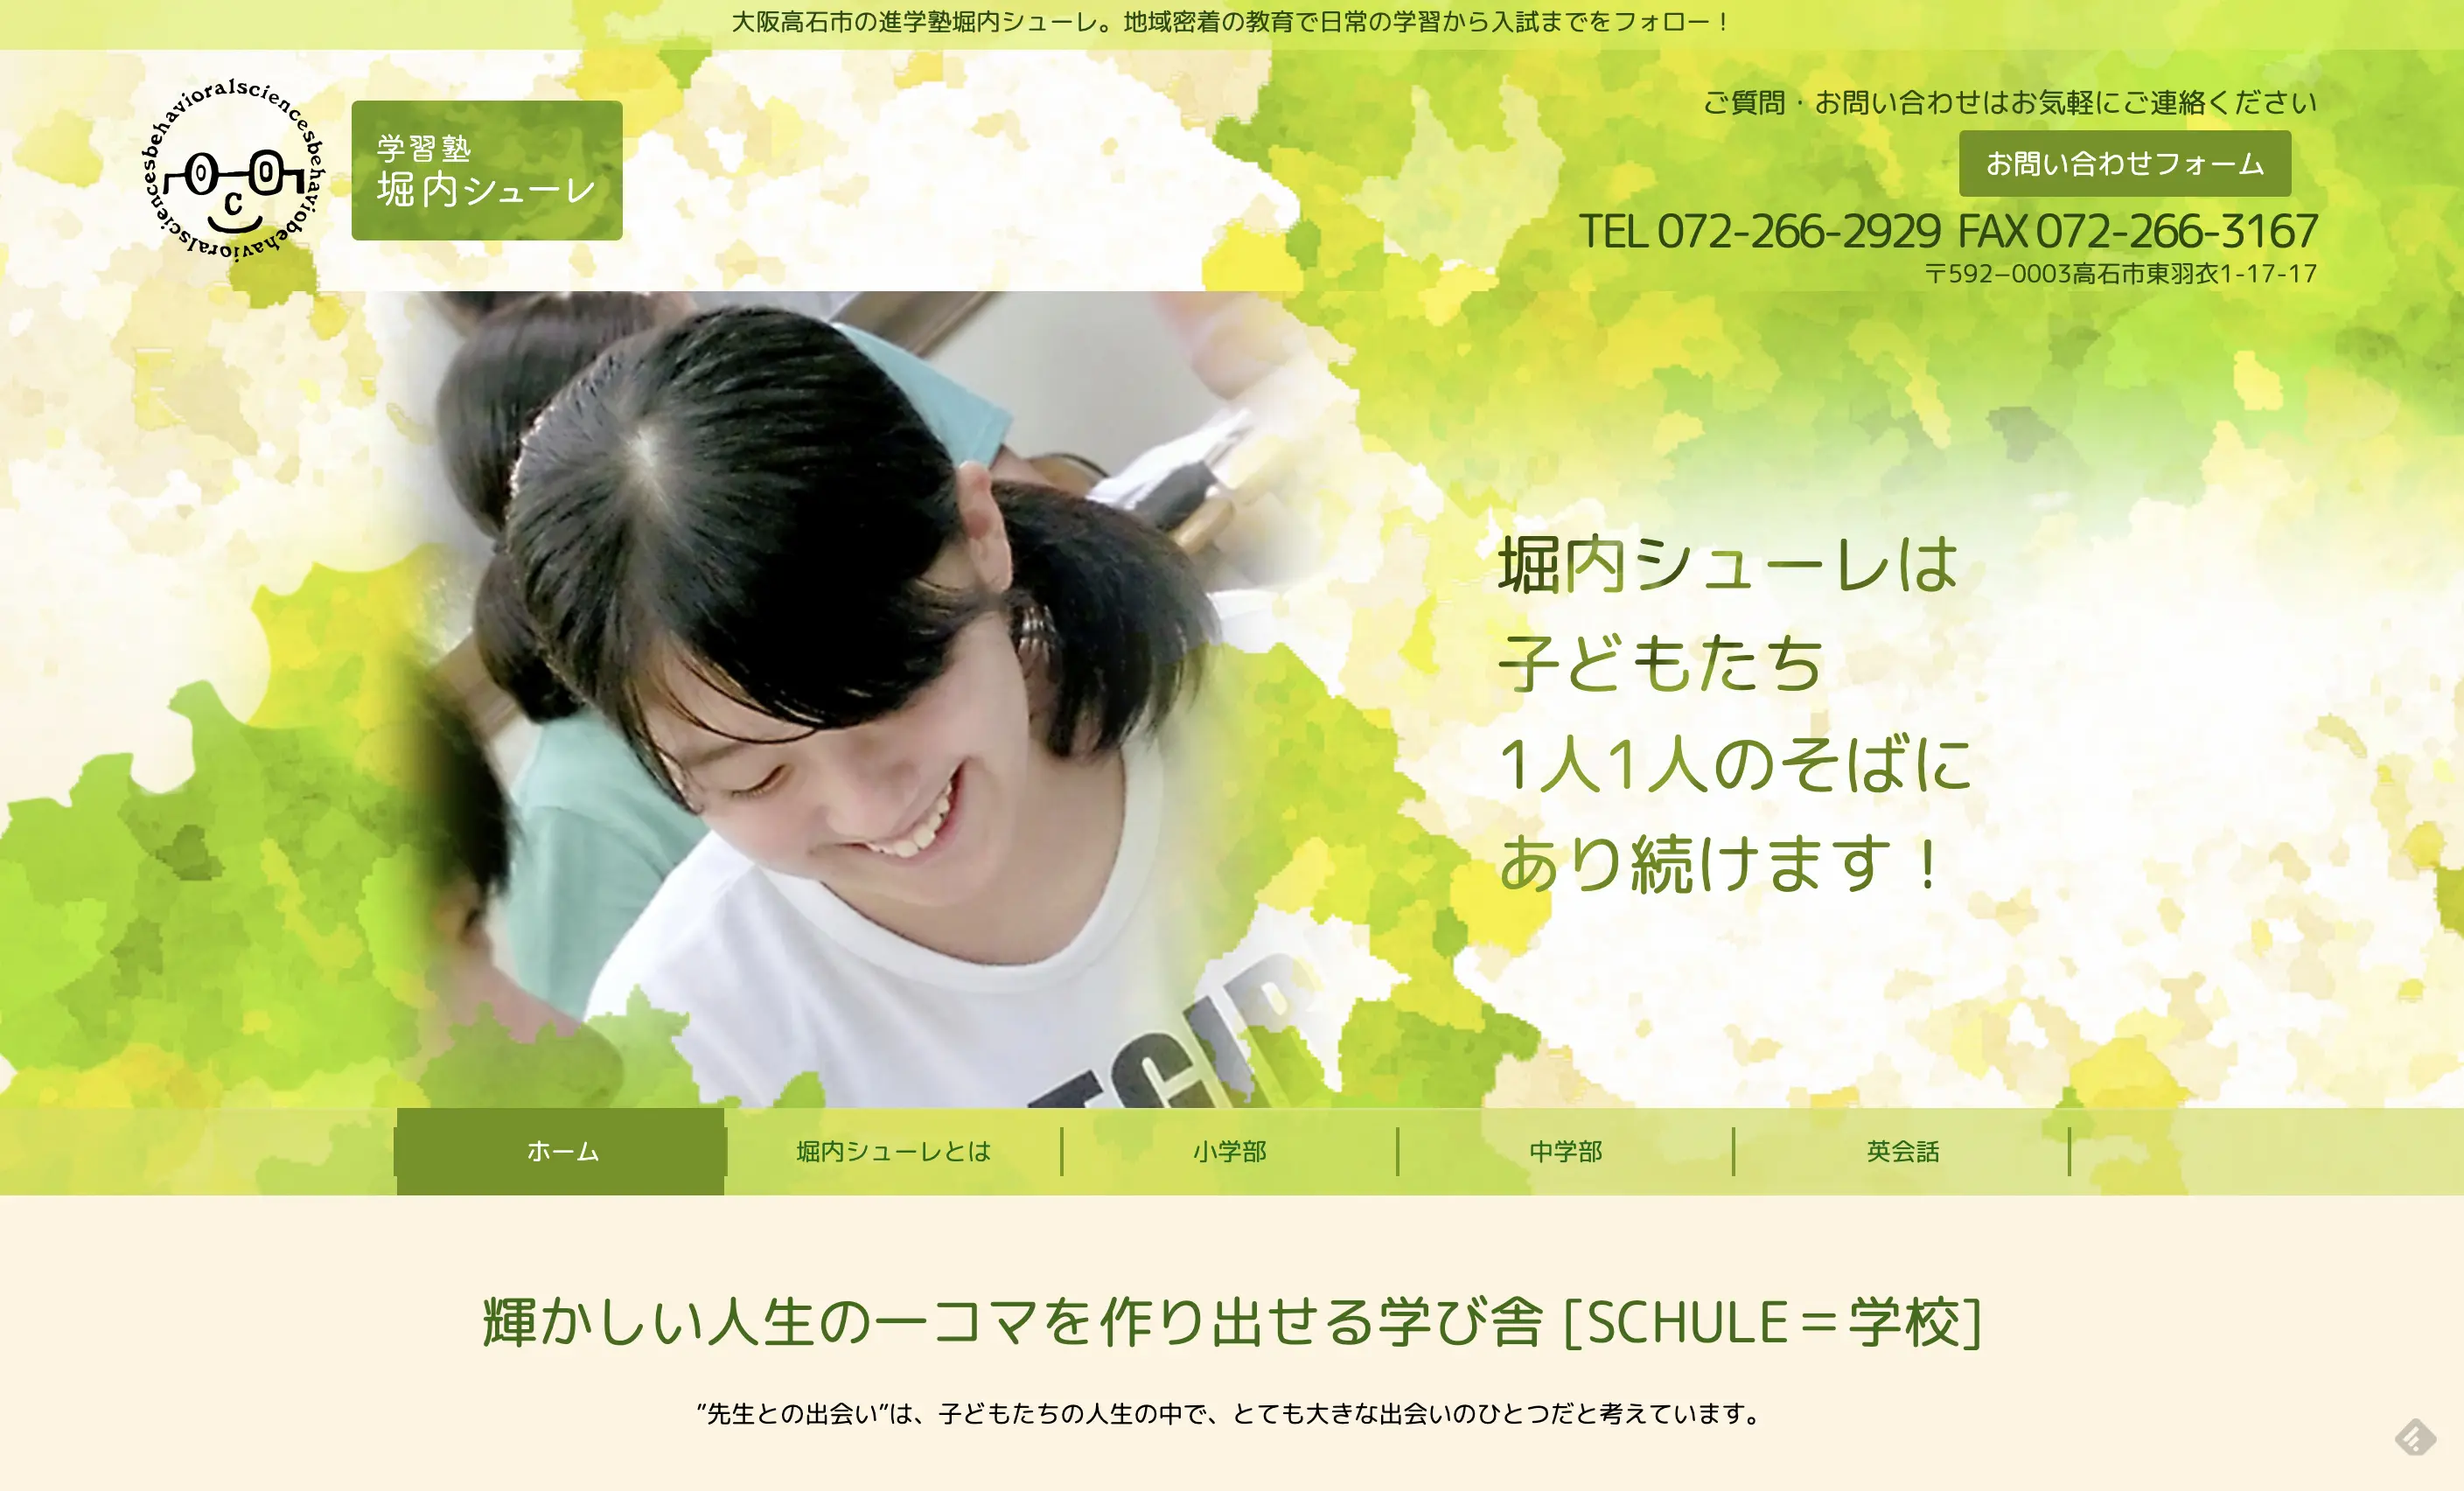 大阪高石市の進学塾堀内シューレ。地域密着の教育で日常の学習から入試までをフォロー！
behavioralsciencesbehaviobehavioralsciences
学習塾
堀内シューレ
ご質問・お問い合わせはお気軽にご連絡ください
お問い合わせフォーム
TEL 072-266-2929 FAX 072-266-3167
〒592−0003高石市東羽衣1-17-17
堀内シューレは
子どもたち
1人1人のそばに
あり続けます！
ホーム
堀内シューレとは
小学部
中学部
英会話
輝かしい人生の一コマを作り出せる学び舎 [SCHULE＝学校]
”先生との出会い”は、子どもたちの人生の中で、とても大きな出会いのひとつだと考えています。